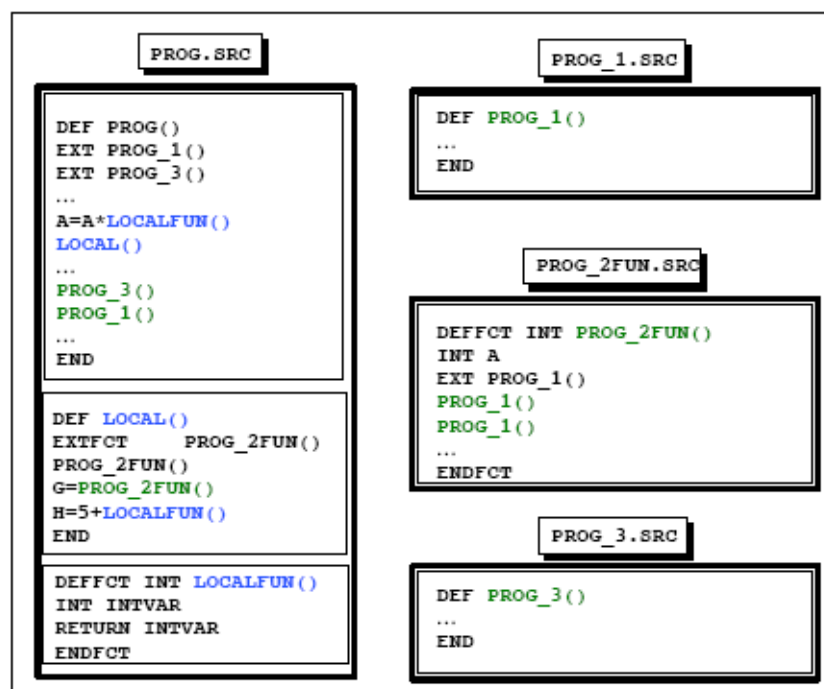 PROG.SRC
DEF PROG()
EXT PROG_1()
EXT PROG_3()
...
A=A*LOCALFUN()
LOCAL()
...
PROG_3()
PROG_1()
...
END
DEF LOCAL()
EXTFCT PROG_2FUN()
PROG_2FUN()
G=PROG_2FUN()
H=5+LOCALFUN()
END
DEFFCT INT LOCALFUN()
INT INTVAR
RETURN INTVAR
ENDFCT
PROG_1.SRC
DEF PROG_1()
...
END
PROG_2FUN.SRC
DEFFCT INT PROG_2FUN()
INT A
EXT PROG_1()
PROG_1()
PROG_1()
...
ENDFCT
PROG_3.SRC
DEF PROG_3()
...
END